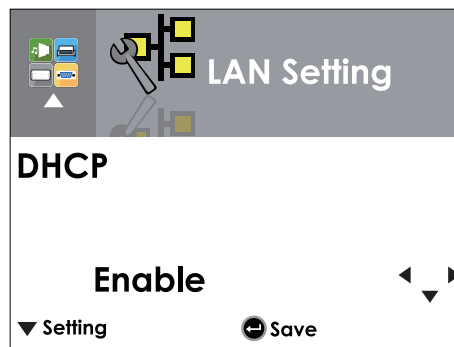 LAN Setting
DHCP
Enable
Setting
Save